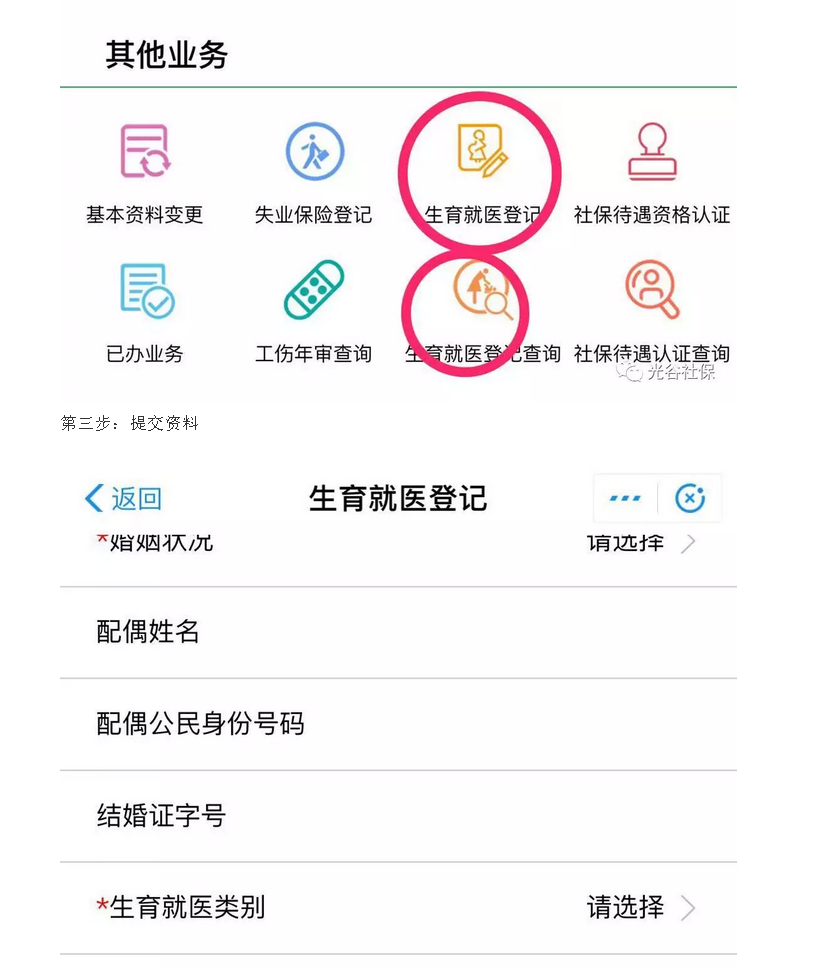 其他业务
基本资料变更 失业保险登记 生育就医登记 社保待遇资格认证
已办业务 工伤年审查询 生育就医登记查询 社保待遇认证查询
光谷社保
第三步：提交资料
返回 生育就医登记
*婚姻状况 请选择
配偶姓名
配偶公民身份号码
结婚证字号
*生育就医类别 请选择